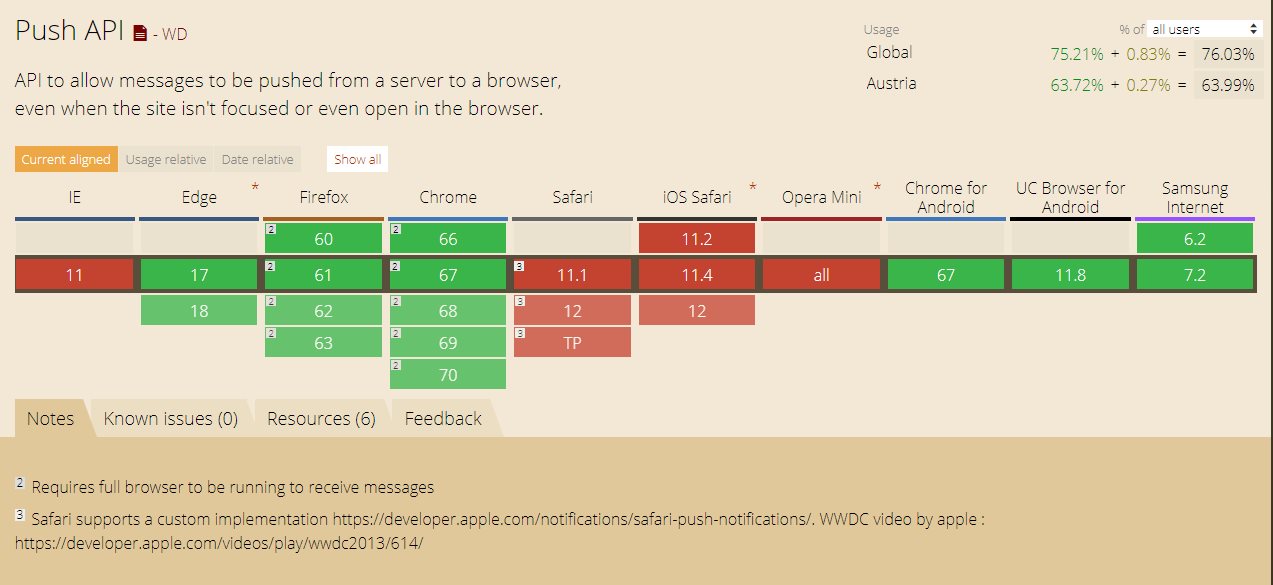 Push API - WD
Usage % of all users
Global 75.21% + 0.83% = 76.03%
Austria 63.72% + 0.27% = 63.99%
API to allow messages to be pushed from a server to a browser,
even when the site isn't focused or even open in the browser.
Current aligned Usage relative Date relative Show all
IE Edge * Firefox Chrome Safari iOS Safari * Opera Mini * Chrome for Android UC Browser for Android Samsung Internet
2 60 2 66 11.2 6.2
11 17 2 61 2 67 3 11.1 11.4 all 67 11.8 7.2
18 2 62 2 68 3 12 12
2 63 2 69 3 TP
2 70
Notes Known issues (0) Resources (6) Feedback
2 Requires full browser to be running to receive messages
3 Safari supports a custom implementation https://developer.apple.com/notifications/safari-push-notifications/. WWDC video by apple :
https://developer.apple.com/videos/play/wwdc2013/614/